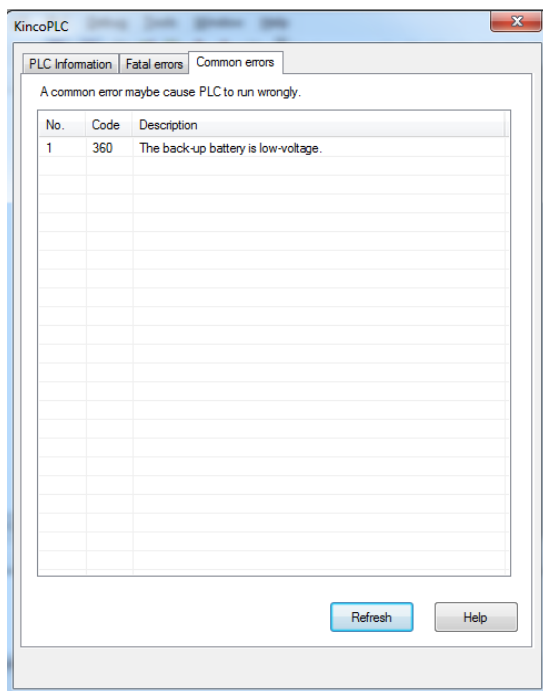 KincoPLC
PLC Information Fatal errors Common errors
A common error maybe cause PLC to run wrongly.
No. Code Description
1 360 The back-up battery is low-voltage.
Refresh Help